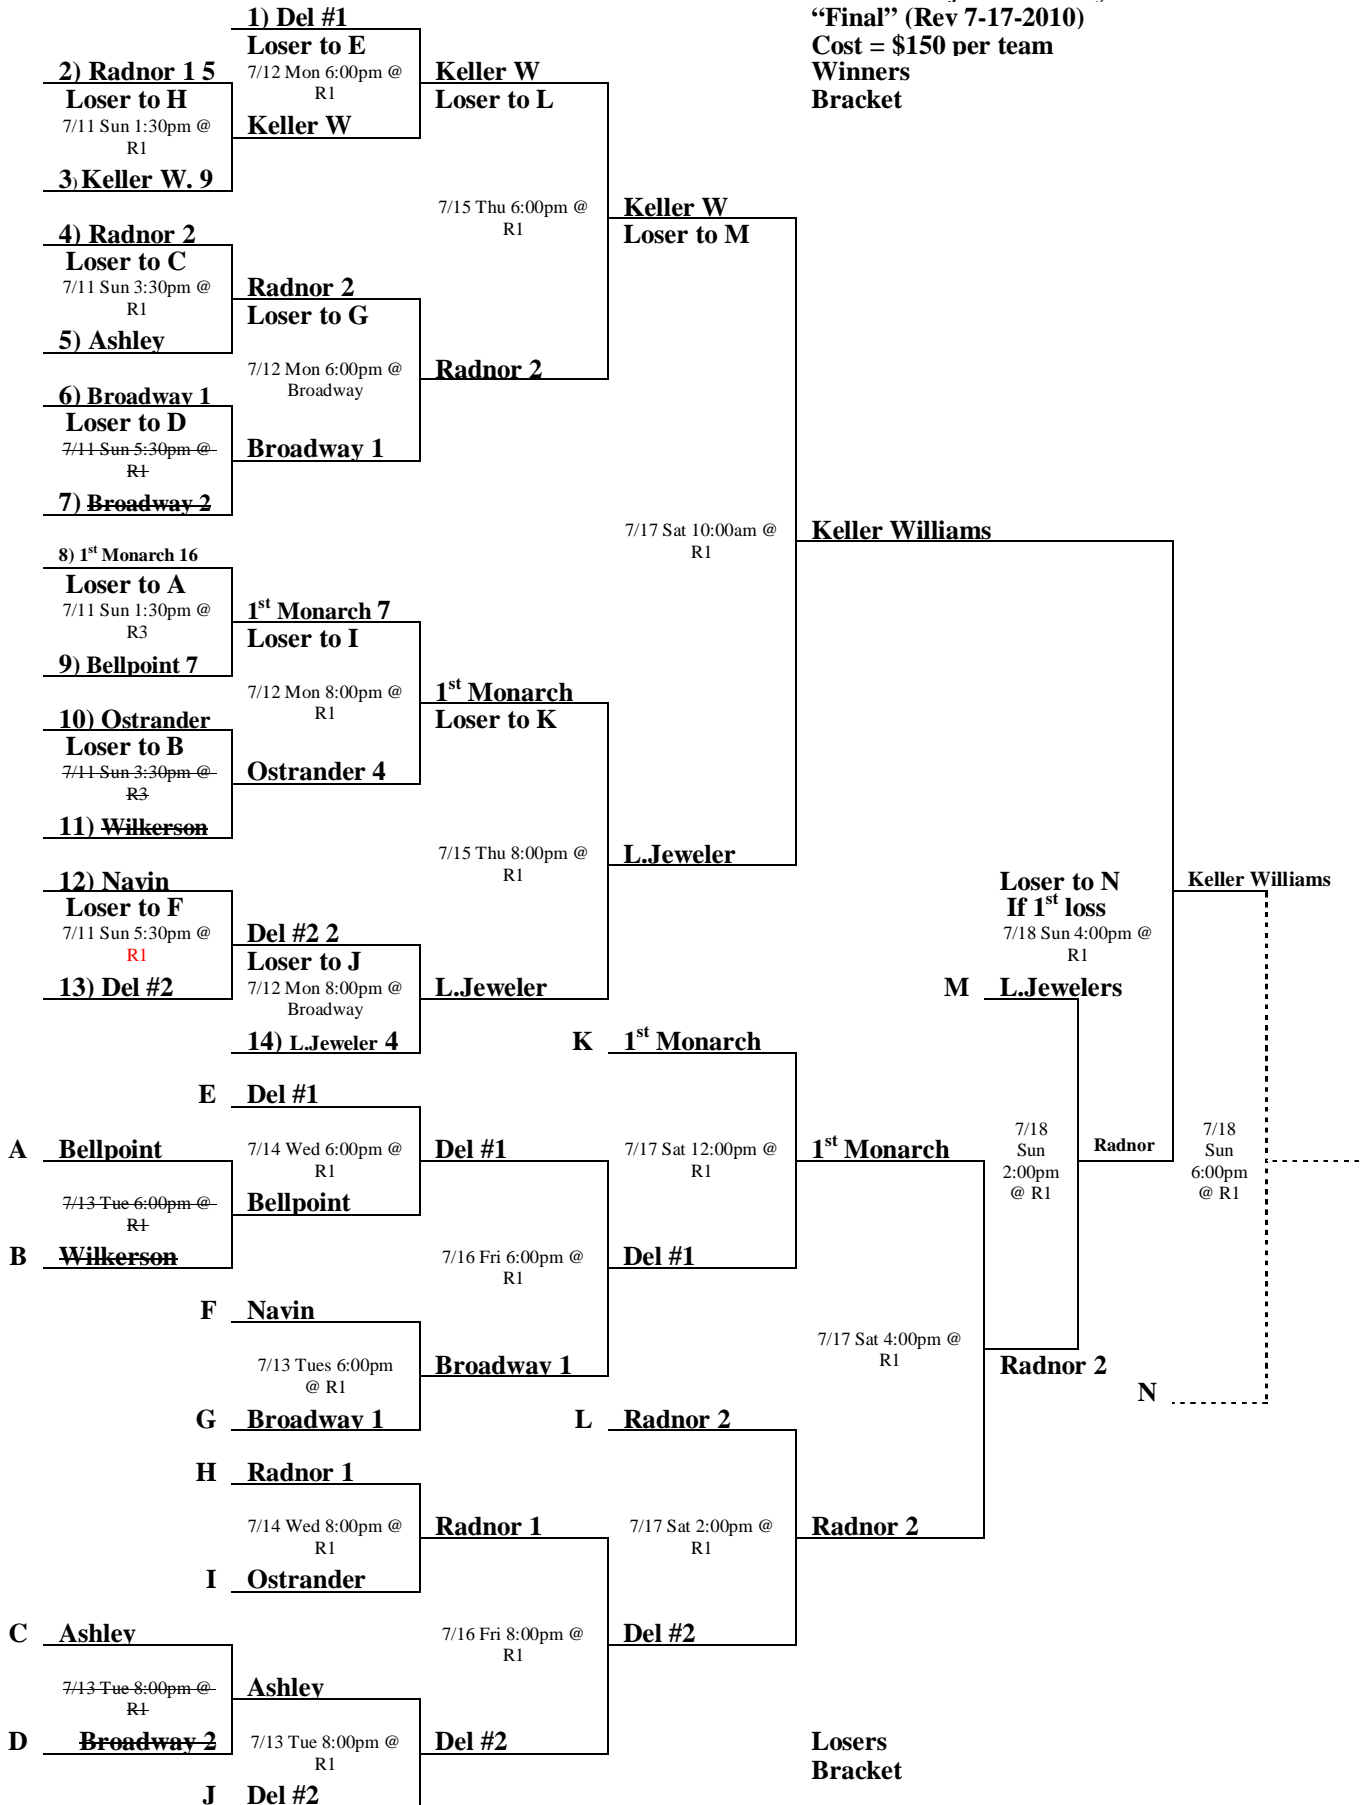 1) Del #1
"Final" (Rev 7-17-2010)
Loser to E
Cost = $150 per team
2) Radnor 1 5
7/12 Mon 6:00pm @
R1
Keller W
Winners
Loser to H
Loser to L
Bracket
7/11 Sun 1:30pm @
R1
Keller W
3) Keller W. 9
7/15 Thu 6:00pm @
R1
Keller W
Loser to M
4) Radnor 2
Loser to C
7/11 Sun 3:30pm @
R1
Radnor 2
Loser to G
5) Ashley
7/12 Mon 6:00pm @
Broadway
Radnor 2
6) Broadway 1
Loser to D
7/11 Sun 5:30pm @
R1
Broadway 1
7) Broadway 2
7/17 Sat 10:00am @
R1
Keller Williams
8) 1st Monarch 16
Loser to A
7/11 Sun 1:30pm @
R3
1st Monarch 7
Loser to I
9) Bellpoint 7
7/12 Mon 8:00pm @
R1
1st Monarch
Loser to K
10) Ostrander
Loser to B
7/11 Sun 3:30pm @
R3
Ostrander 4
11) Wilkerson
7/15 Thu 8:00pm @
R1
L.Jeweler
12) Navin
Loser to F
7/11 Sun 5:30pm @
R1
Del #2 2
Loser to J
Loser to N
If 1st loss
7/18 Sun 4:00pm @
R1
Keller Williams
13) Del #2
7/12 Mon 8:00pm @
Broadway
L.Jeweler
M L.Jewelers
14) L.Jeweler 4
K 1st Monarch
E Del #1
A Bellpoint
7/14 Wed 6:00pm @
R1
Del #1
7/17 Sat 12:00pm @
R1
1st Monarch
7/18
Sun
2:00pm
@ R1
Radnor
7/18
Sun
6:00pm
@ R1
7/13 Tue 6:00pm @
R1
Bellpoint
B Wilkerson
7/16 Fri 6:00pm @
R1
Del #1
F Navin
7/13 Tues 6:00pm
@ R1
Broadway 1
7/17 Sat 4:00pm @
R1
Radnor 2
N
G Broadway 1
L Radnor 2
H Radnor 1
7/14 Wed 8:00pm @
R1
Radnor 1
7/17 Sat 2:00pm @
R1
Radnor 2
I Ostrander
C Ashley
7/16 Fri 8:00pm @
R1
Del #2
7/13 Tue 8:00pm @
R1
Ashley
D Broadway 2
7/13 Tue 8:00pm @
R1
Del #2
Losers
Bracket
J Del #2